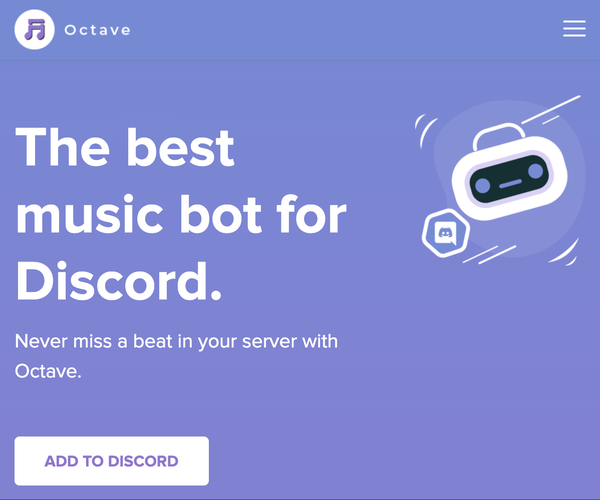 Octave
The best
music bot for
Discord.
Never miss a beat in your server with
Octave.
ADD TO DISCORD